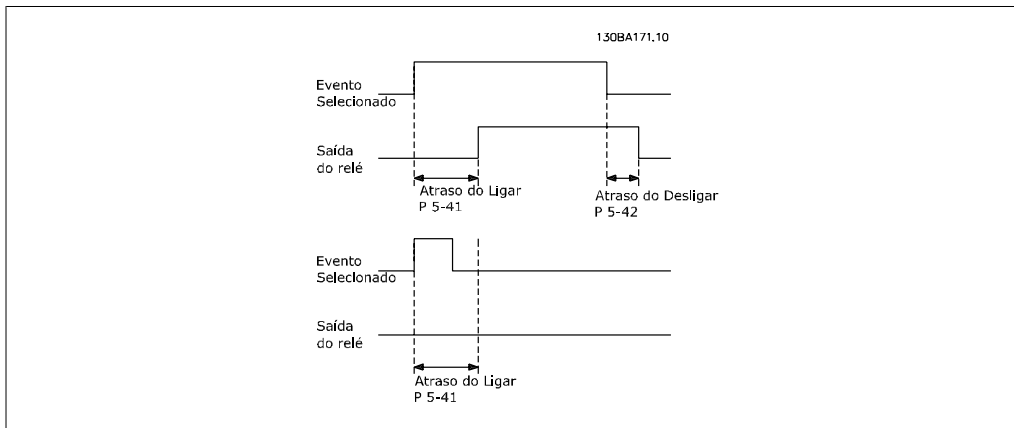 130BA171.10
Evento
Selecionado
Saída
do relé
Atraso do Ligar
P 5-41
Atraso do Desligar
P 5-42
Evento
Selecionado
Saída
do relé
Atraso do Ligar
P 5-41